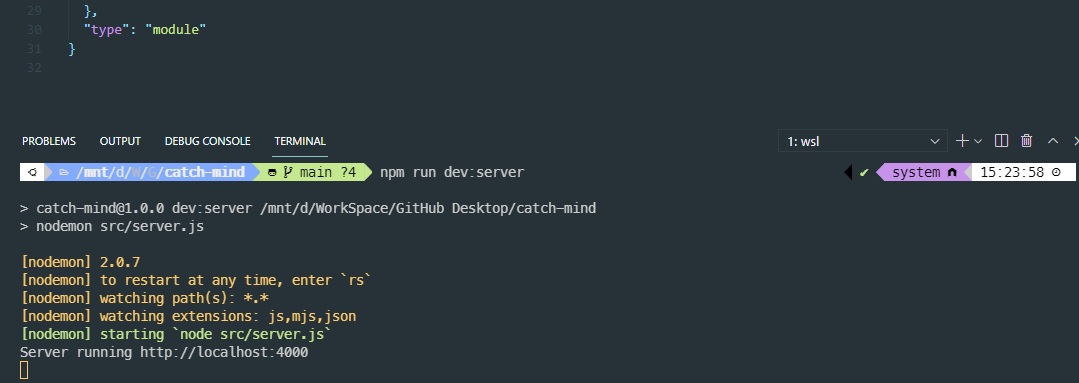 29 },
30 "type": "module"
31 }
32
PROBLEMS OUTPUT DEBUG CONSOLE TERMINAL 1: wsl
/mnt/d/W/G/catch-mind main ?4 npm run dev:server ✔ system 15:23:58
> catch-mind@1.0.0 dev:server /mnt/d/WorkSpace/GitHub Desktop/catch-mind
> nodemon src/server.js
[nodemon] 2.0.7
[nodemon] to restart at any time, enter `rs`
[nodemon] watching path(s): *.*
[nodemon] watching extensions: js,mjs,json
[nodemon] starting `node src/server.js`
Server running http://localhost:4000